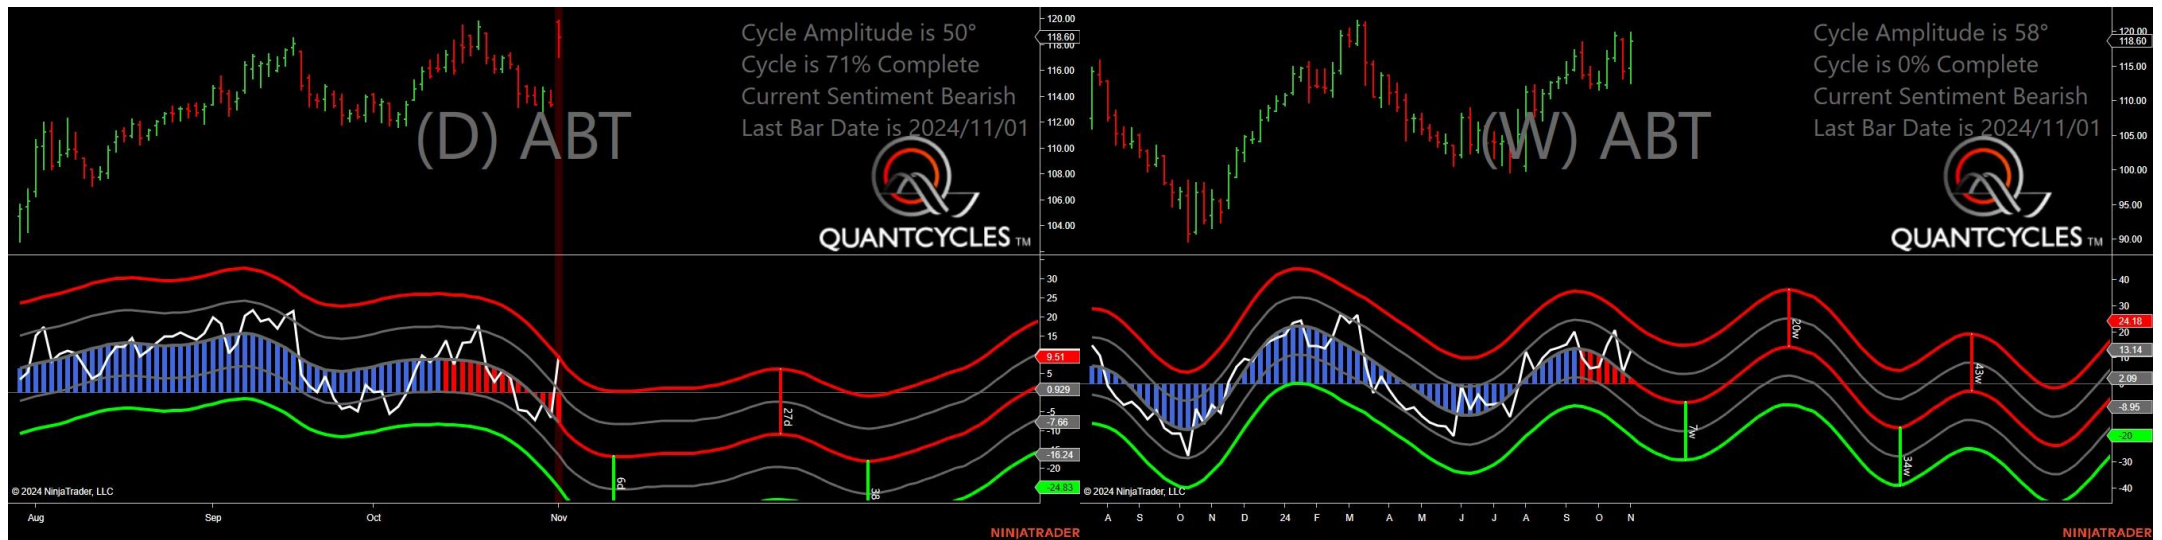 Cycle Amplitude is 50°
Cycle is 71% Complete
Current Sentiment Bearish
Last Bar Date is 2024/11/01
(D) ABT
QUANTCYCLES TM
120.00
118.60
118.00
116.00
114.00
112.00
110.00
108.00
106.00
104.00
30
25
20
15
9.51
5
0.929
-5
-7.66
-10
-16.24
-20
-24.83
6d
27d
38
© 2024 NinjaTrader, LLC
Aug Sep Oct Nov
NINJATRADER
Cycle Amplitude is 58°
Cycle is 0% Complete
Current Sentiment Bearish
Last Bar Date is 2024/11/01
(W) ABT
QUANTCYCLES TM
120.00
118.60
115.00
110.00
105.00
100.00
95.00
90.00
40
30
24.18
20
13.14
2.09
-8.95
-20
-30
-40
7w
20w
34w
43w
© 2024 NinjaTrader, LLC
A S O N D 24 F M A M J J A S O N
NINJATRADER